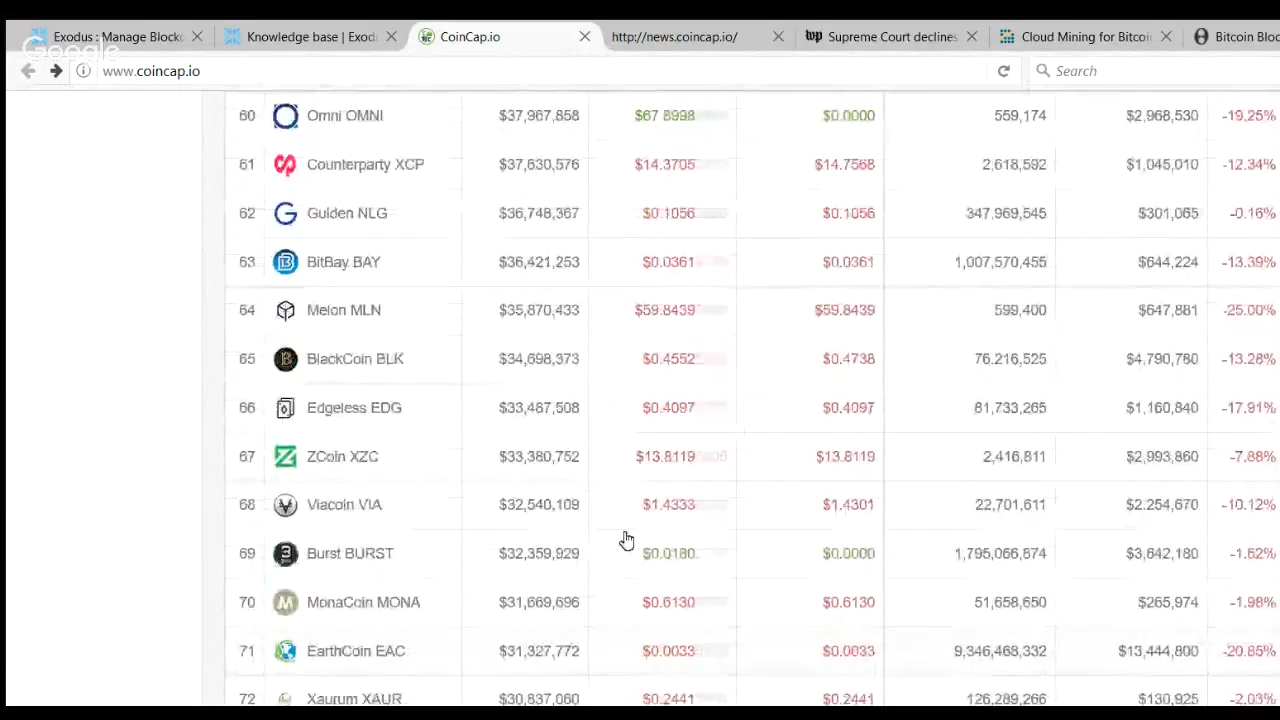 Exodus : Manage Blockc
Knowledge base | Exodu
CoinCap.io
http://news.coincap.io/
wp Supreme Court declines
Cloud Mining for Bitcoi
Bitcoin Bloc
Google
www.coincap.io
Search
60 Omni OMNI $37,967,858 $67.8998 $0.0000 559,174 $2,968,530 -19.25%
61 Counterparty XCP $37,630,576 $14.3705 $14.7568 2,618,592 $1,045,010 -12.34%
62 Gulden NLG $36,748,367 $0.1056 $0.1056 347,969,545 $301,065 -0.16%
63 BitBay BAY $36,421,253 $0.0361 $0.0361 1,007,570,455 $644,224 -13.39%
64 Melon MLN $35,870,433 $59.8439 $59.8439 599,400 $647,881 -25.00%
65 BlackCoin BLK $34,698,373 $0.4552 $0.4738 76,216,525 $4,790,780 -13.28%
66 Edgeless EDG $33,487,508 $0.4097 $0.4097 81,733,265 $1,160,840 -17.91%
67 ZCoin XZC $33,380,752 $13.8119 $13.8119 2,416,811 $2,993,860 -7.88%
68 Viacoin VIA $32,540,109 $1.4333 $1.4301 22,701,611 $2,254,670 -10.12%
69 Burst BURST $32,359,929 $0.0180 $0.0000 1,795,066,874 $3,642,180 -1.62%
70 MonaCoin MONA $31,669,696 $0.6130 $0.6130 51,658,650 $265,974 -1.98%
71 EarthCoin EAC $31,327,772 $0.0033 $0.0033 9,346,468,332 $13,444,800 -20.85%
72 Xaurum XAUR $30,837,060 $0.2441 $0.2441 126,289,266 $130,925 -2.03%